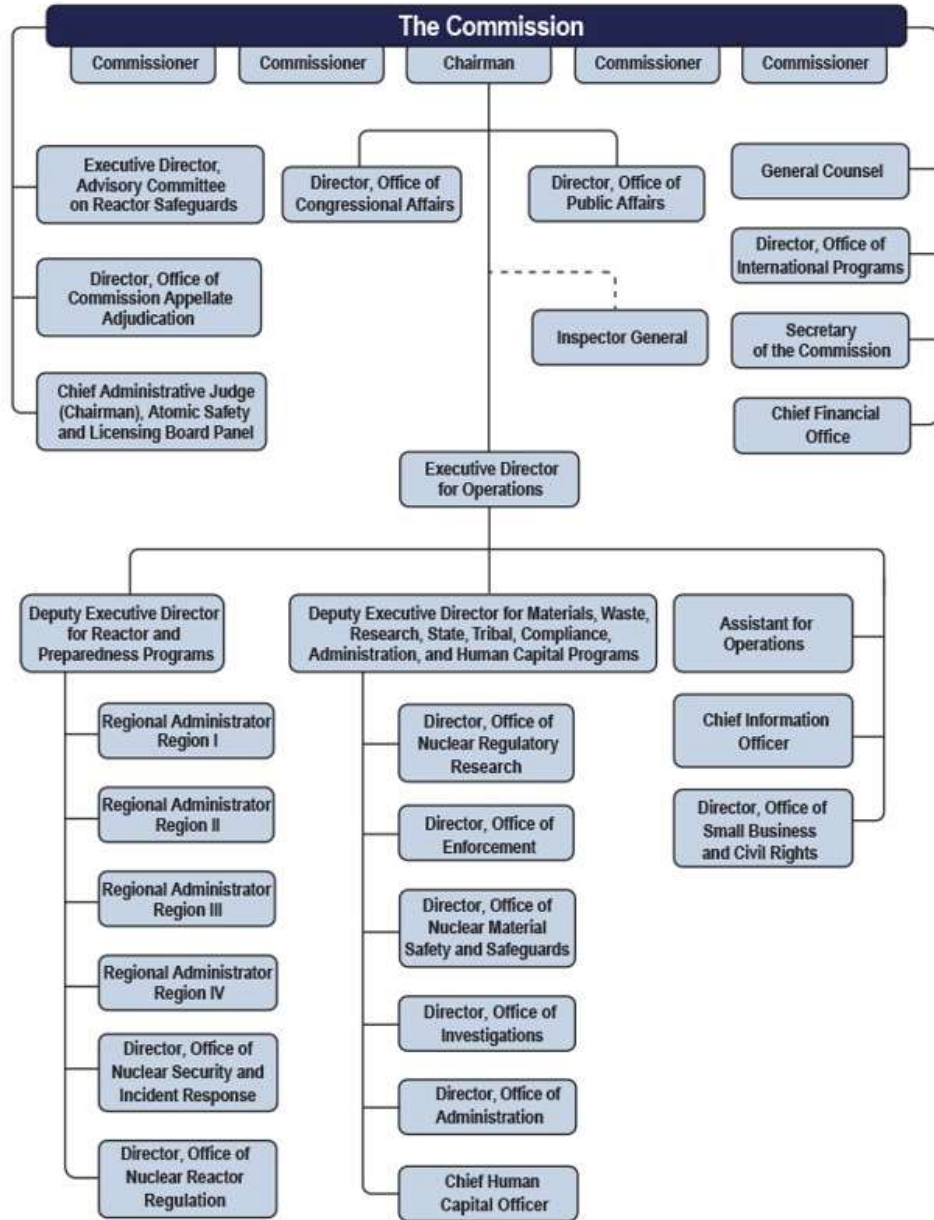 The Commission
Commissioner
Commissioner
Chairman
Commissioner
Commissioner
Executive Director,
Advisory Committee
on Reactor Safeguards
Director, Office of
Congressional Affairs
Director, Office of
Public Affairs
General Counsel
Director, Office of
International Programs
Director, Office of
Commission Appellate
Adjudication
Inspector General
Secretary
of the Commission
Chief Administrative Judge
(Chairman), Atomic Safety
and Licensing Board Panel
Chief Financial
Office
Executive Director
for Operations
Deputy Executive Director
for Reactor and
Preparedness Programs
Deputy Executive Director for Materials, Waste,
Research, State, Tribal, Compliance,
Administration, and Human Capital Programs
Assistant for
Operations
Regional Administrator
Region I
Director, Office of
Nuclear Regulatory
Research
Chief Information
Officer
Regional Administrator
Region II
Director, Office of
Enforcement
Director, Office of
Small Business
and Civil Rights
Regional Administrator
Region III
Director, Office of
Nuclear Material
Safety and Safeguards
Regional Administrator
Region IV
Director, Office of
Investigations
Director, Office of
Nuclear Security and
Incident Response
Director, Office of
Administration
Director, Office of
Nuclear Reactor
Regulation
Chief Human
Capital Officer